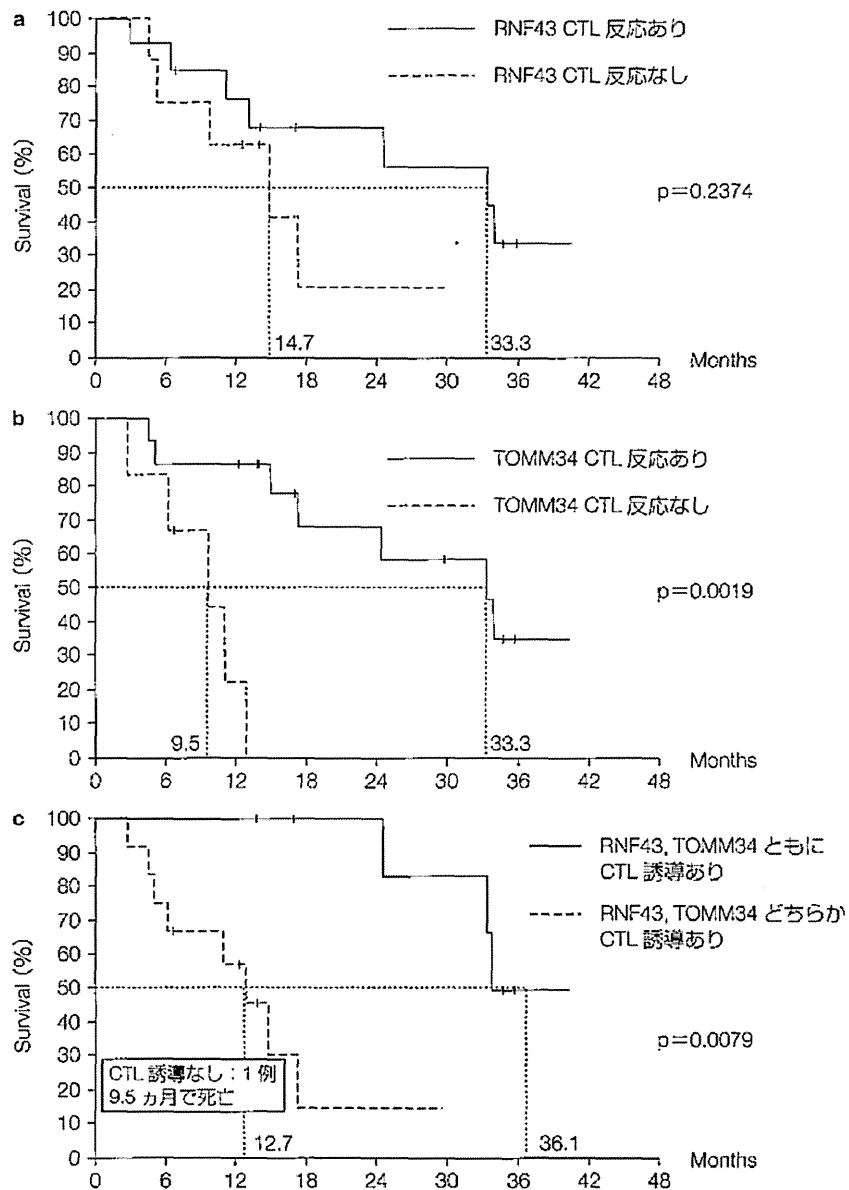 a
RNF43 CTL 反応あり
RNF43 CTL 反応なし
100
90
80
70
60
50
40
30
20
10
0
Survival (%)
p=0.2374
14.7
33.3
Months
0 6 12 18 24 30 36 42 48
b
TOMM34 CTL 反応あり
TOMM34 CTL 反応なし
100
90
80
70
60
50
40
30
20
10
0
Survival (%)
p=0.0019
9.5
33.3
Months
0 6 12 18 24 30 36 42 48
c
RNF43, TOMM34 ともに
CTL 誘導あり
RNF43, TOMM34 どちらか
CTL 誘導あり
100
90
80
70
60
50
40
30
20
10
0
Survival (%)
p=0.0079
CTL 誘導なし：1 例
9.5 ヵ月で死亡
12.7
36.1
Months
0 6 12 18 24 30 36 42 48